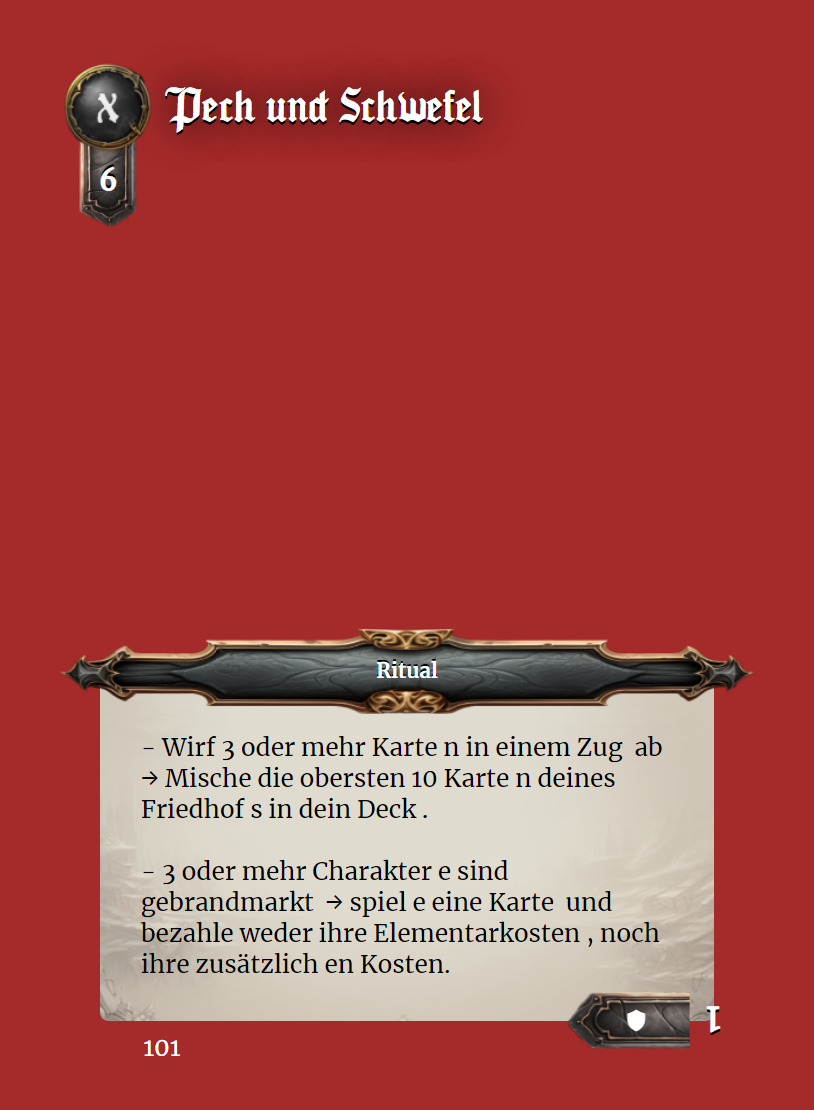 X
Pech und Schwefel
6
Ritual
- Wirf 3 oder mehr Karte n in einem Zug  ab
→ Mische die obersten 10 Karte n deines
Friedhof s in dein Deck .
- 3 oder mehr Charakter e sind
gebrandmarkt  → spiel e eine Karte  und
bezahle weder ihre Elementarkosten , noch
ihre zusätzlich en Kosten.
1
101